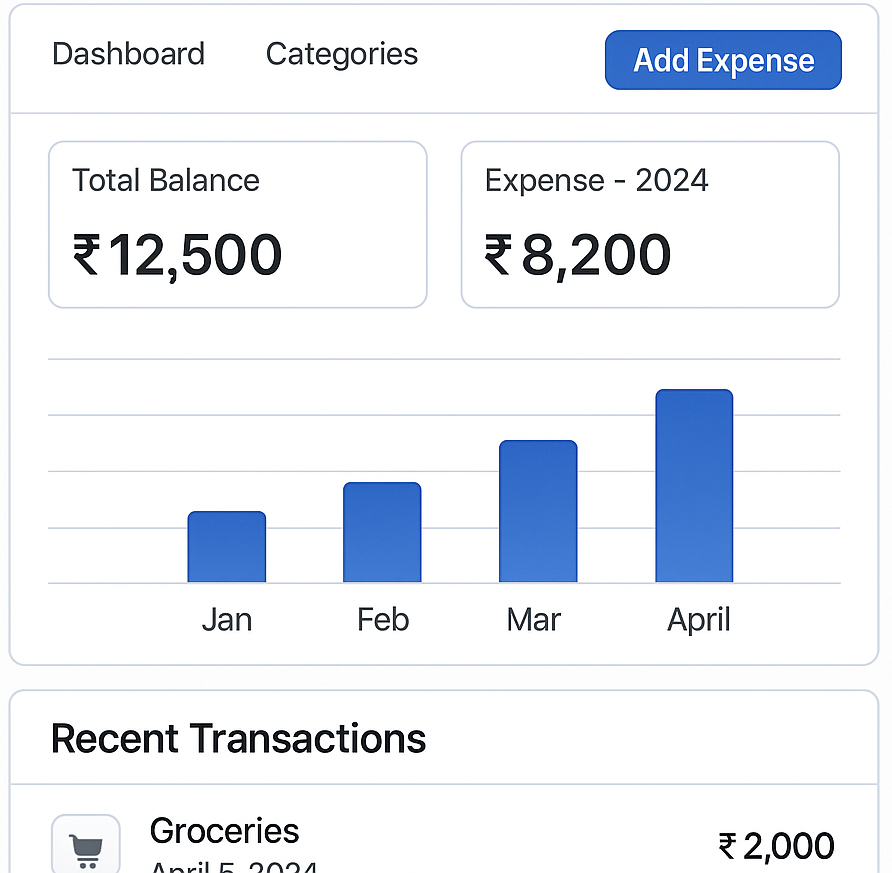 Dashboard Categories Add Expense
Total Balance
₹12,500
Expense - 2024
₹8,200
Jan Feb Mar April
Recent Transactions
Groceries
₹2,000
April 5, 2024